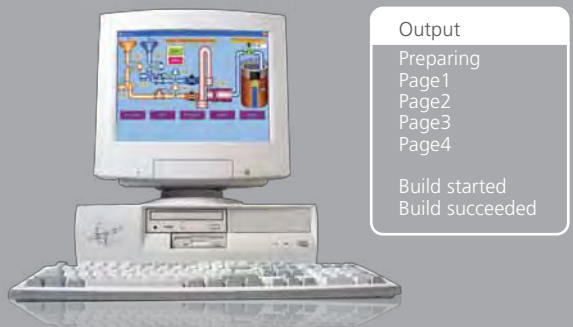 Output
Preparing
Page1
Page2
Page3
Page4
Build started
Build succeeded